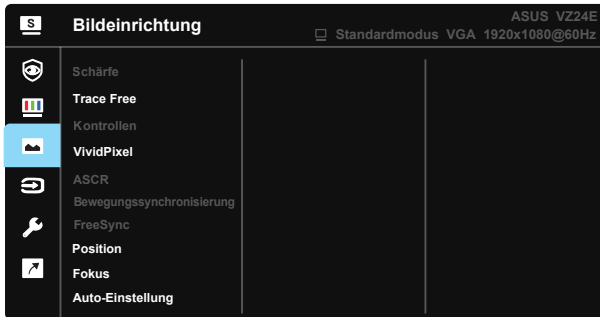 S
Bildeinrichtung
ASUS VZ24E
Standardmodus VGA 1920x1080@60Hz
Schärfe
Trace Free
Kontrollen
VividPixel
ASCR
Bewegungssynchronisierung
FreeSync
Position
Fokus
Auto-Einstellung